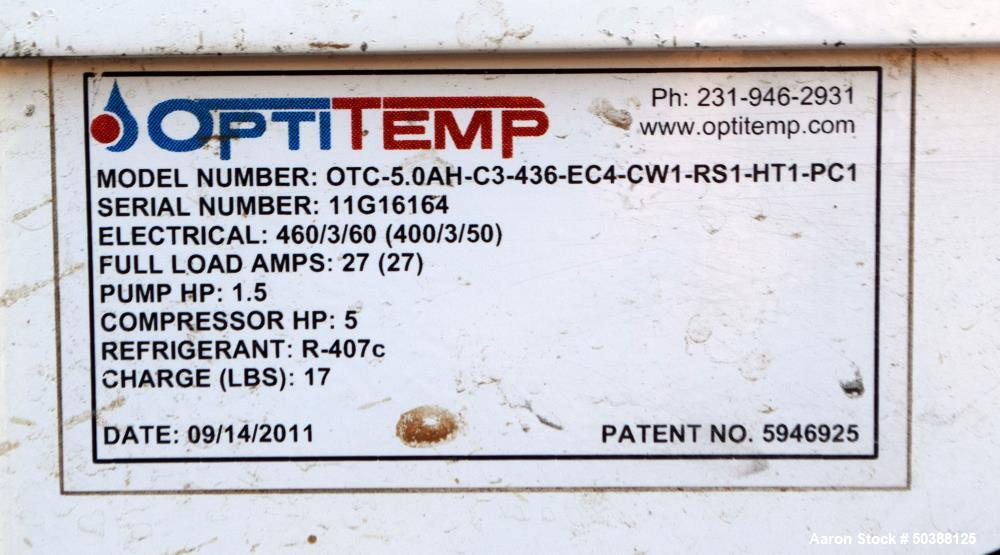 OPTITEMP
Ph: 231-946-2931
www.optitemp.com
MODEL NUMBER: OTC-5.0AH-C3-436-EC4-CW1-RS1-HT1-PC1
SERIAL NUMBER: 11G16164
ELECTRICAL: 460/3/60 (400/3/50)
FULL LOAD AMPS: 27 (27)
PUMP HP: 1.5
COMPRESSOR HP: 5
REFRIGERANT: R-407c
CHARGE (LBS): 17
DATE: 09/14/2011 PATENT NO. 5946925
Aaron Stock # 50388125